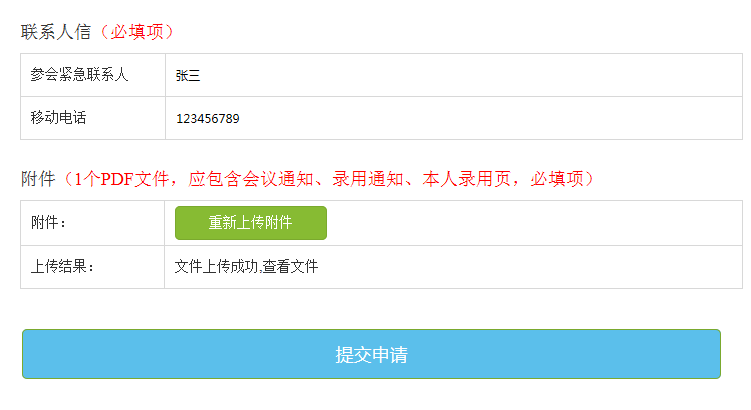 联系人信（必填项）
参会紧急联系人 张三
移动电话 123456789
附件（1个PDF文件，应包含会议通知、录用通知、本人录用页，必填项）
附件： 重新上传附件
上传结果： 文件上传成功,查看文件
提交申请